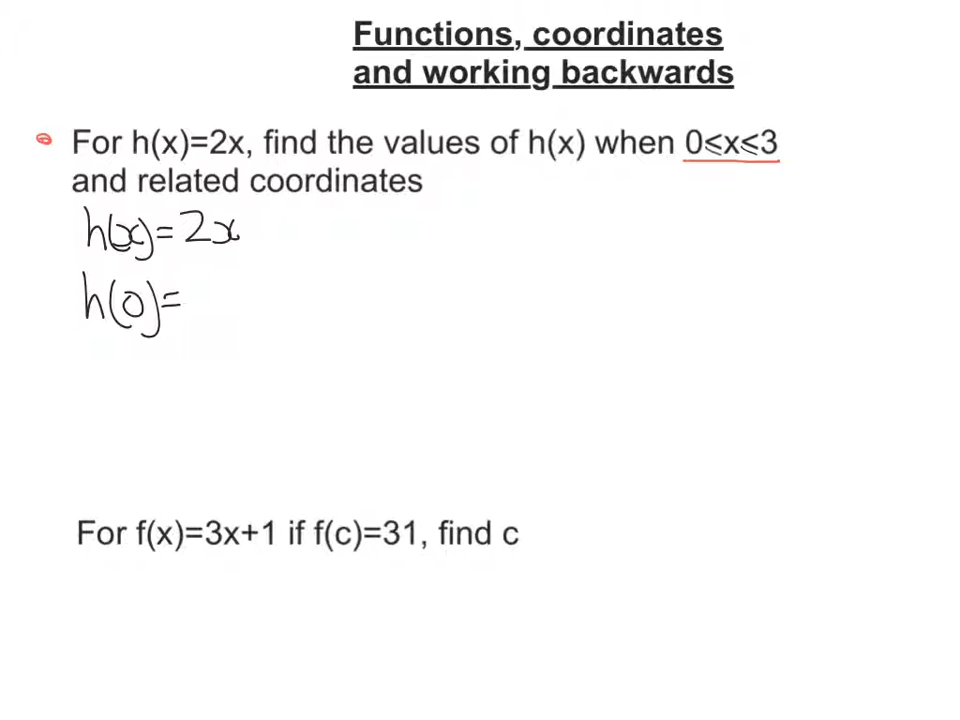 Functions, coordinates
and working backwards
For h(x)=2x, find the values of h(x) when 0⩽x⩽3
and related coordinates
h(x)=2x
h(0)=
For f(x)=3x+1 if f(c)=31, find c